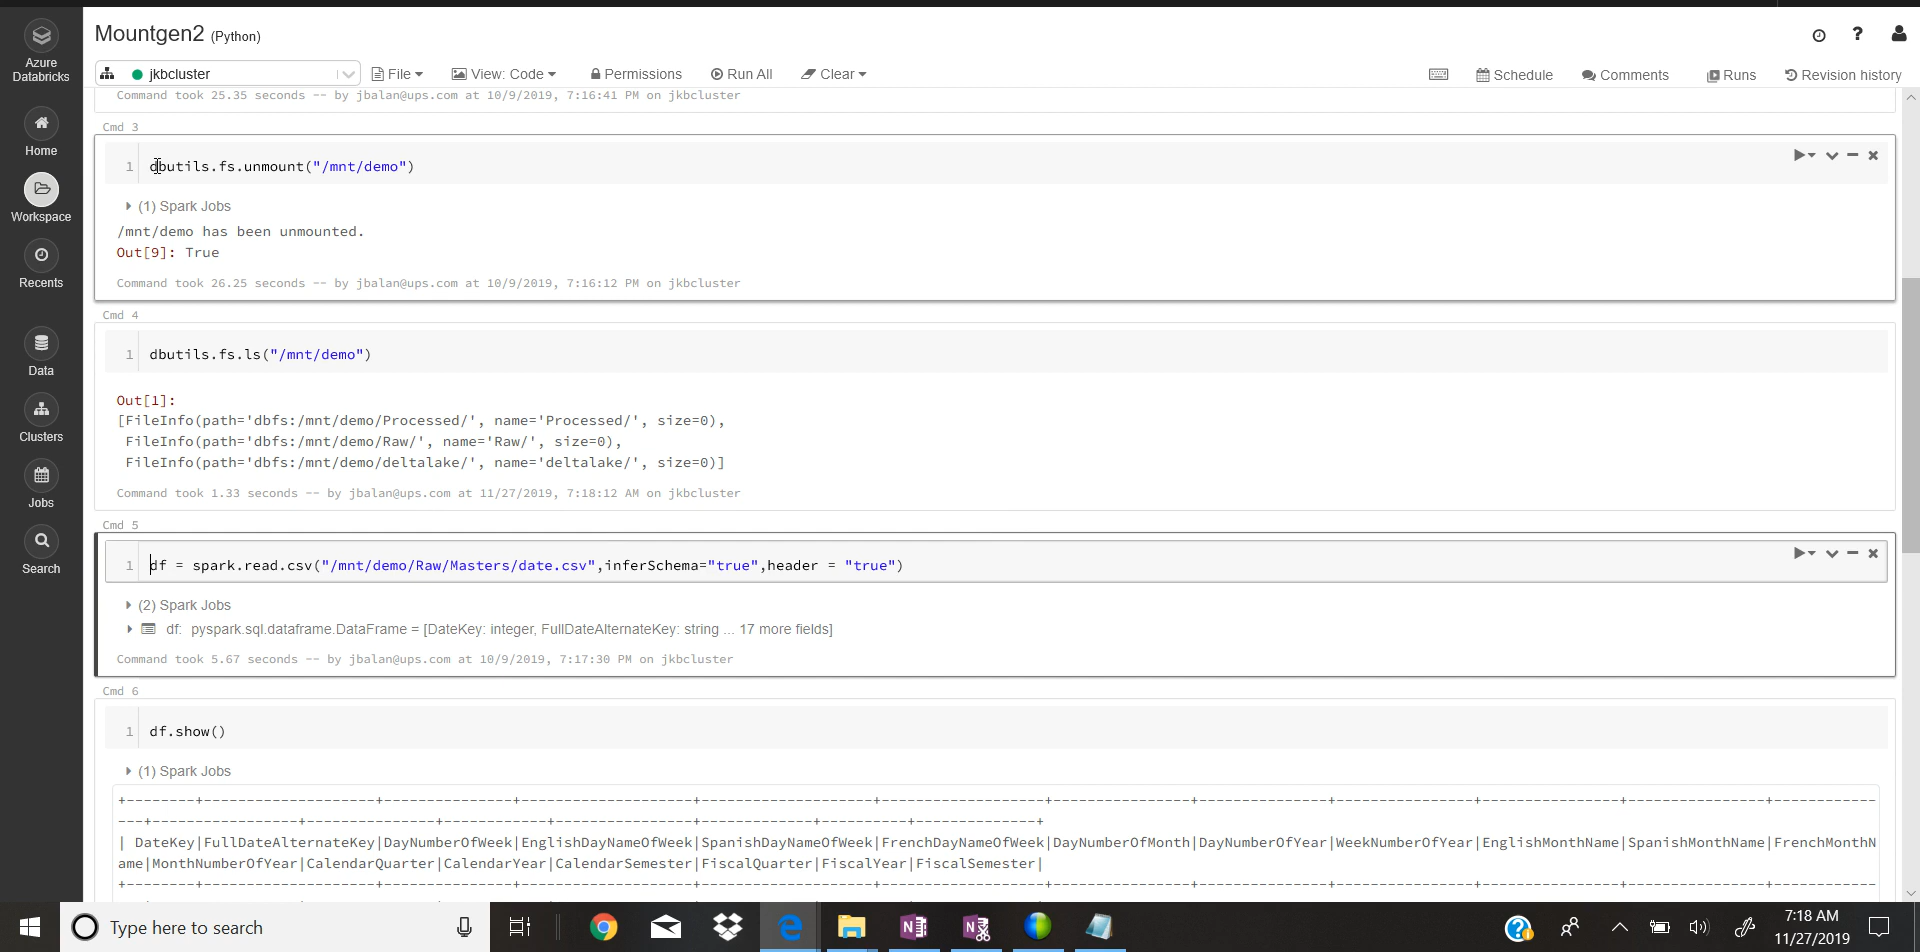 Mountgen2 (Python)
Azure
Databricks
jkbcluster
File
View: Code
Permissions
Run All
Clear
Schedule
Comments
Runs
Revision history
Home
Workspace
Recents
Data
Clusters
Jobs
Search
Command took 25.35 seconds -- by jbalan@ups.com at 10/9/2019, 7:16:41 PM on jkbcluster
Cmd 3
1 dbutils.fs.unmount("/mnt/demo")
(1) Spark Jobs
/mnt/demo has been unmounted.
Out[9]: True
Command took 26.25 seconds -- by jbalan@ups.com at 10/9/2019, 7:16:12 PM on jkbcluster
Cmd 4
1 dbutils.fs.ls("/mnt/demo")
Out[1]:
[FileInfo(path='dbfs:/mnt/demo/Processed/', name='Processed/', size=0),
FileInfo(path='dbfs:/mnt/demo/Raw/', name='Raw/', size=0),
FileInfo(path='dbfs:/mnt/demo/deltalake/', name='deltalake/', size=0)]
Command took 1.33 seconds -- by jbalan@ups.com at 11/27/2019, 7:18:12 AM on jkbcluster
Cmd 5
1 df = spark.read.csv("/mnt/demo/Raw/Masters/date.csv",inferSchema="true",header = "true")
(2) Spark Jobs
df: pyspark.sql.dataframe.DataFrame = [DateKey: integer, FullDateAlternateKey: string ... 17 more fields]
Command took 5.67 seconds -- by jbalan@ups.com at 10/9/2019, 7:17:30 PM on jkbcluster
Cmd 6
1 df.show()
(1) Spark Jobs
| DateKey|FullDateAlternateKey|DayNumberOfWeek|EnglishDayNameOfWeek|SpanishDayNameOfWeek|FrenchDayNameOfWeek|DayNumberOfMonth|DayNumberOfYear|WeekNumberOfYear|EnglishMonthName|SpanishMonthName|FrenchMonthN
ame|MonthNumberOfYear|CalendarQuarter|CalendarYear|CalendarSemester|FiscalQuarter|FiscalYear|FiscalSemester|
Type here to search
7:18 AM
11/27/2019